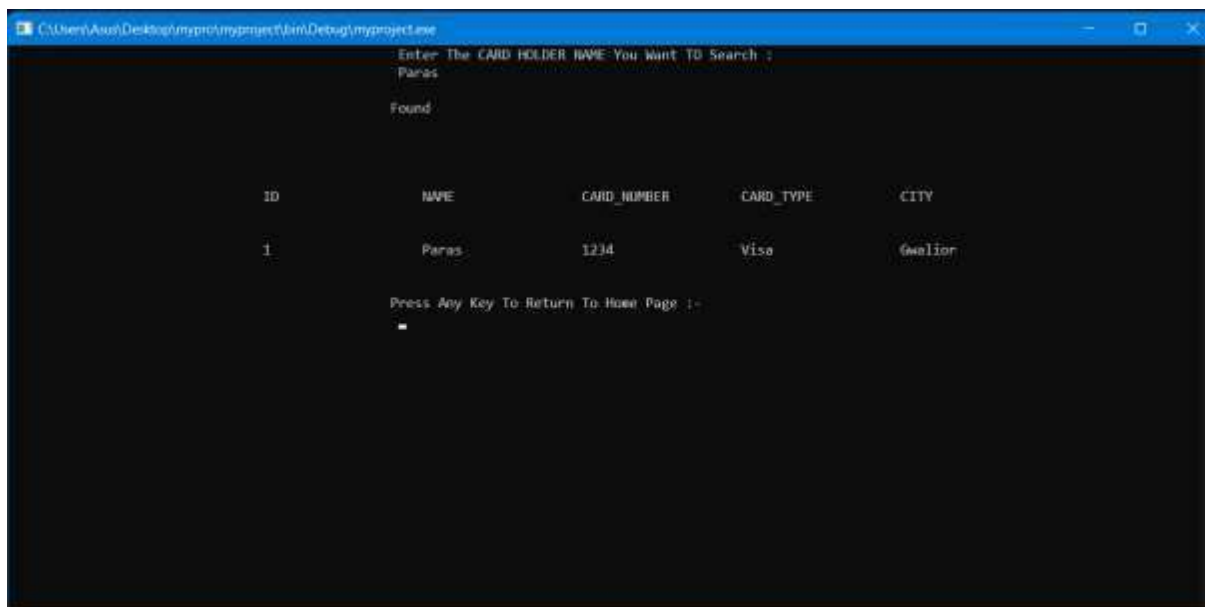 C:\Users\Asus\Desktop\mypro\myproject\bin\Debug\myproject.exe
Enter The CARD HOLDER NAME You Want TO Search :
Paras
Found
ID NAME CARD_NUMBER CARD_TYPE CITY
1 Paras 1234 Visa Gwalior
Press Any Key To Return To Home Page :-